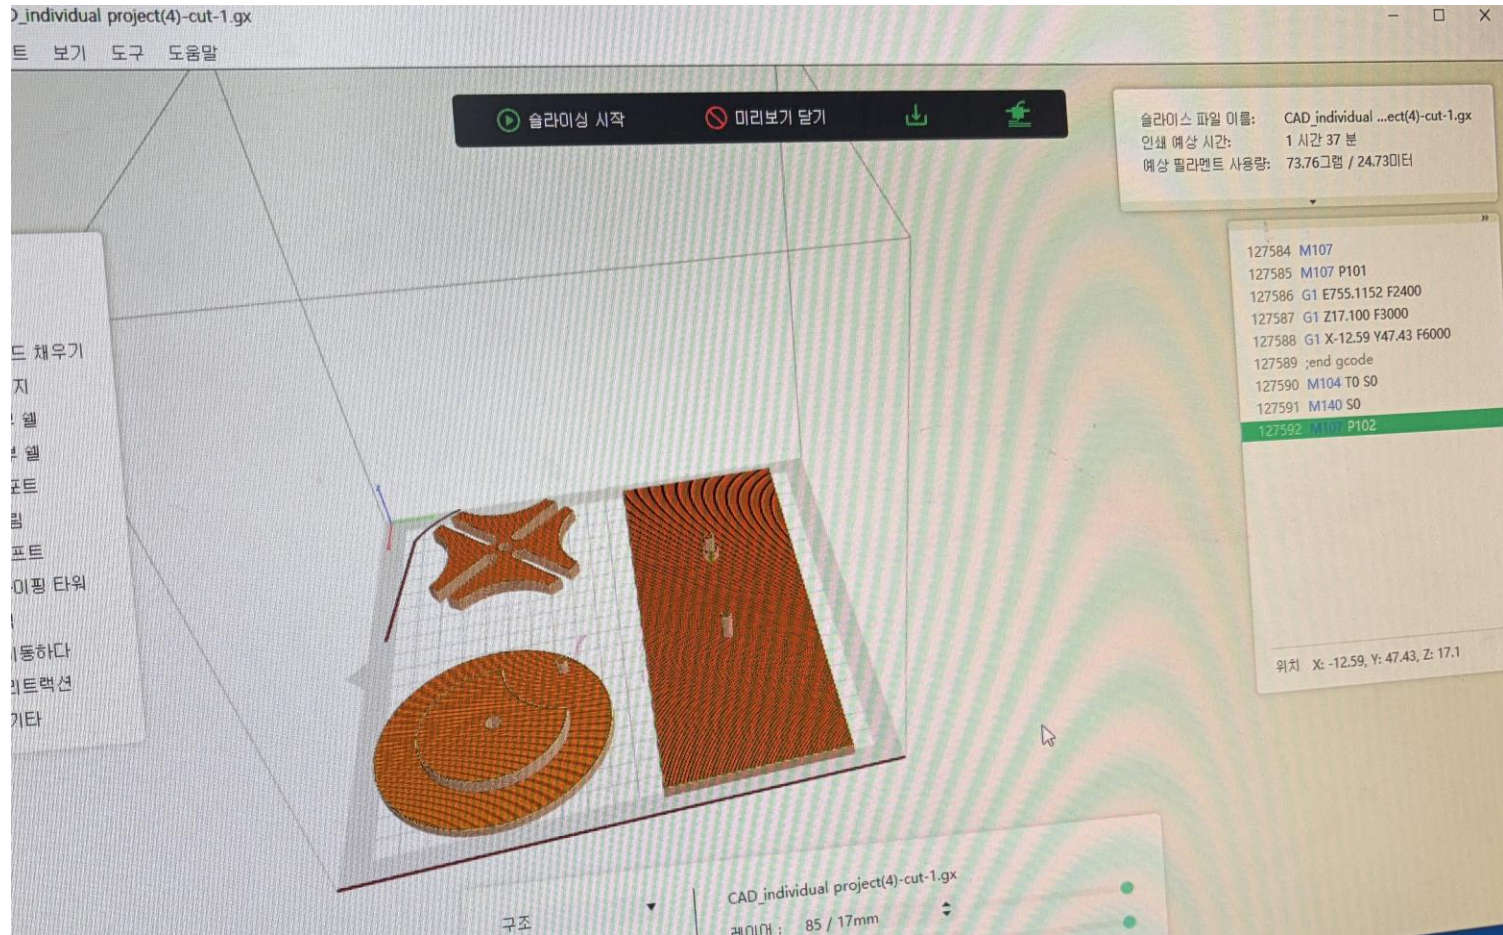 _individual project(4)-cut-1.gx
트 보기 도구 도움말
슬라이싱 시작 미리보기 닫기
슬라이스 파일 이름: CAD_individual ...ect(4)-cut-1.gx
인쇄 예상 시간: 1 시간 37 분
예상 필라멘트 사용량: 73.76그램 / 24.73미터
127584 M107
127585 M107 P101
127586 G1 E755.1152 F2400
127587 G1 Z17.100 F3000
127588 G1 X-12.59 Y47.43 F6000
127589 ;end gcode
127590 M104 T0 S0
127591 M140 S0
127592 M107 P102
위치 X: -12.59, Y: 47.43, Z: 17.1
드 채우기
지
쉘
쉘
포트
림
프트
이핑 타워
이동하다
리트랙션
기타
구조
CAD_individual project(4)-cut-1.gx
레이어 : 85 / 17mm